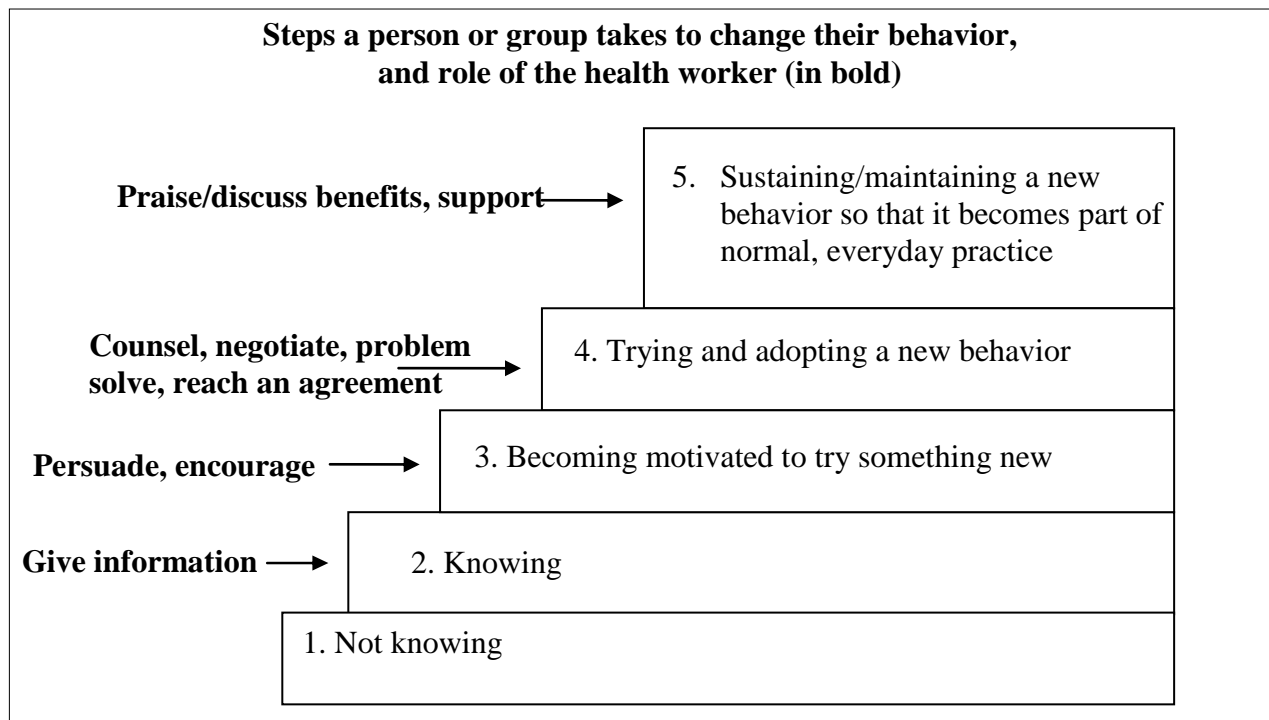 Steps a person or group takes to change their behavior,
and role of the health worker (in bold)
Praise/discuss benefits, support
5. Sustaining/maintaining a new
behavior so that it becomes part of
normal, everyday practice
Counsel, negotiate, problem
solve, reach an agreement
4. Trying and adopting a new behavior
Persuade, encourage
3. Becoming motivated to try something new
Give information
2. Knowing
1. Not knowing